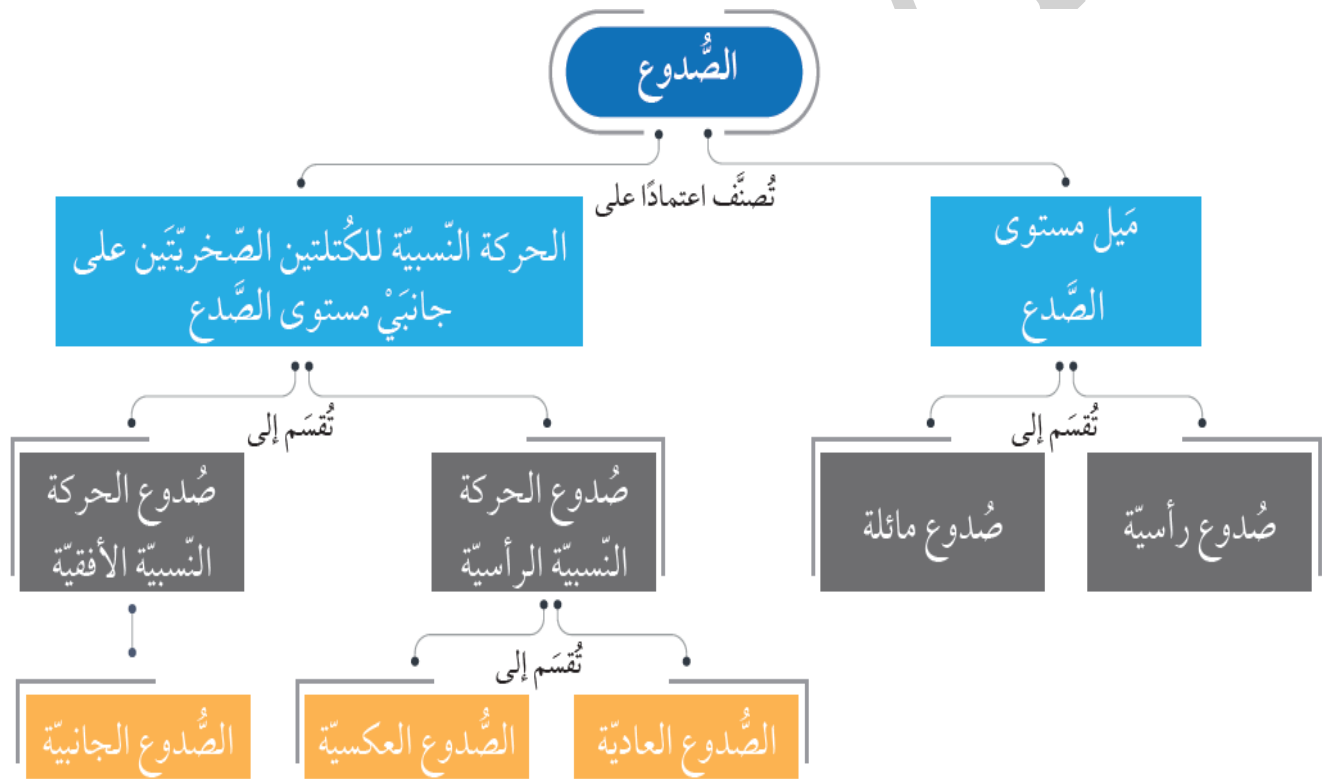 الصُّدوع
تُصنَّف اعتمادًا على
مَيل مستوى
الصَّدع
الحركة النّسبيّة للكُتلتين الصّخريّتَين على
جانبَيْ مستوى الصَّدع
تُقسَم إلى
تُقسَم إلى
صُدوع رأسيّة
صُدوع مائلة
صُدوع الحركة
النّسبيّة الرأسيّة
صُدوع الحركة
النّسبيّة الأفقيّة
تُقسَم إلى
الصُّدوع العاديّة
الصُّدوع العكسيّة
الصُّدوع الجانبيّة